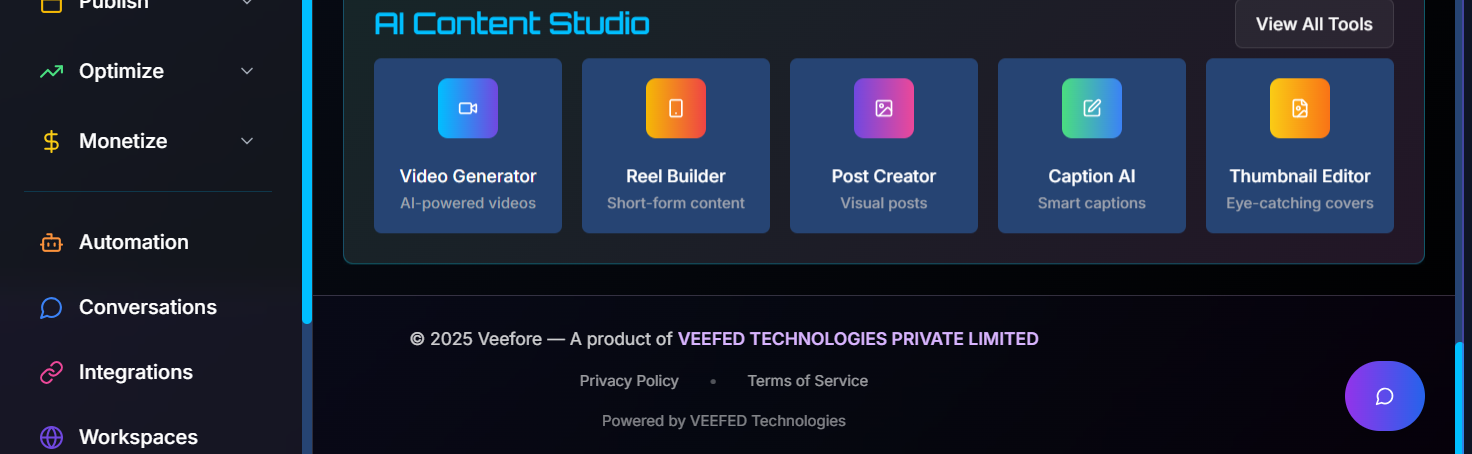 Publish
Optimize
Monetize
Automation
Conversations
Integrations
Workspaces
AI Content Studio
View All Tools
Video Generator
AI-powered videos
Reel Builder
Short-form content
Post Creator
Visual posts
Caption AI
Smart captions
Thumbnail Editor
Eye-catching covers
© 2025 Veefore — A product of VEEFED TECHNOLOGIES PRIVATE LIMITED
Privacy Policy • Terms of Service
Powered by VEEFED Technologies